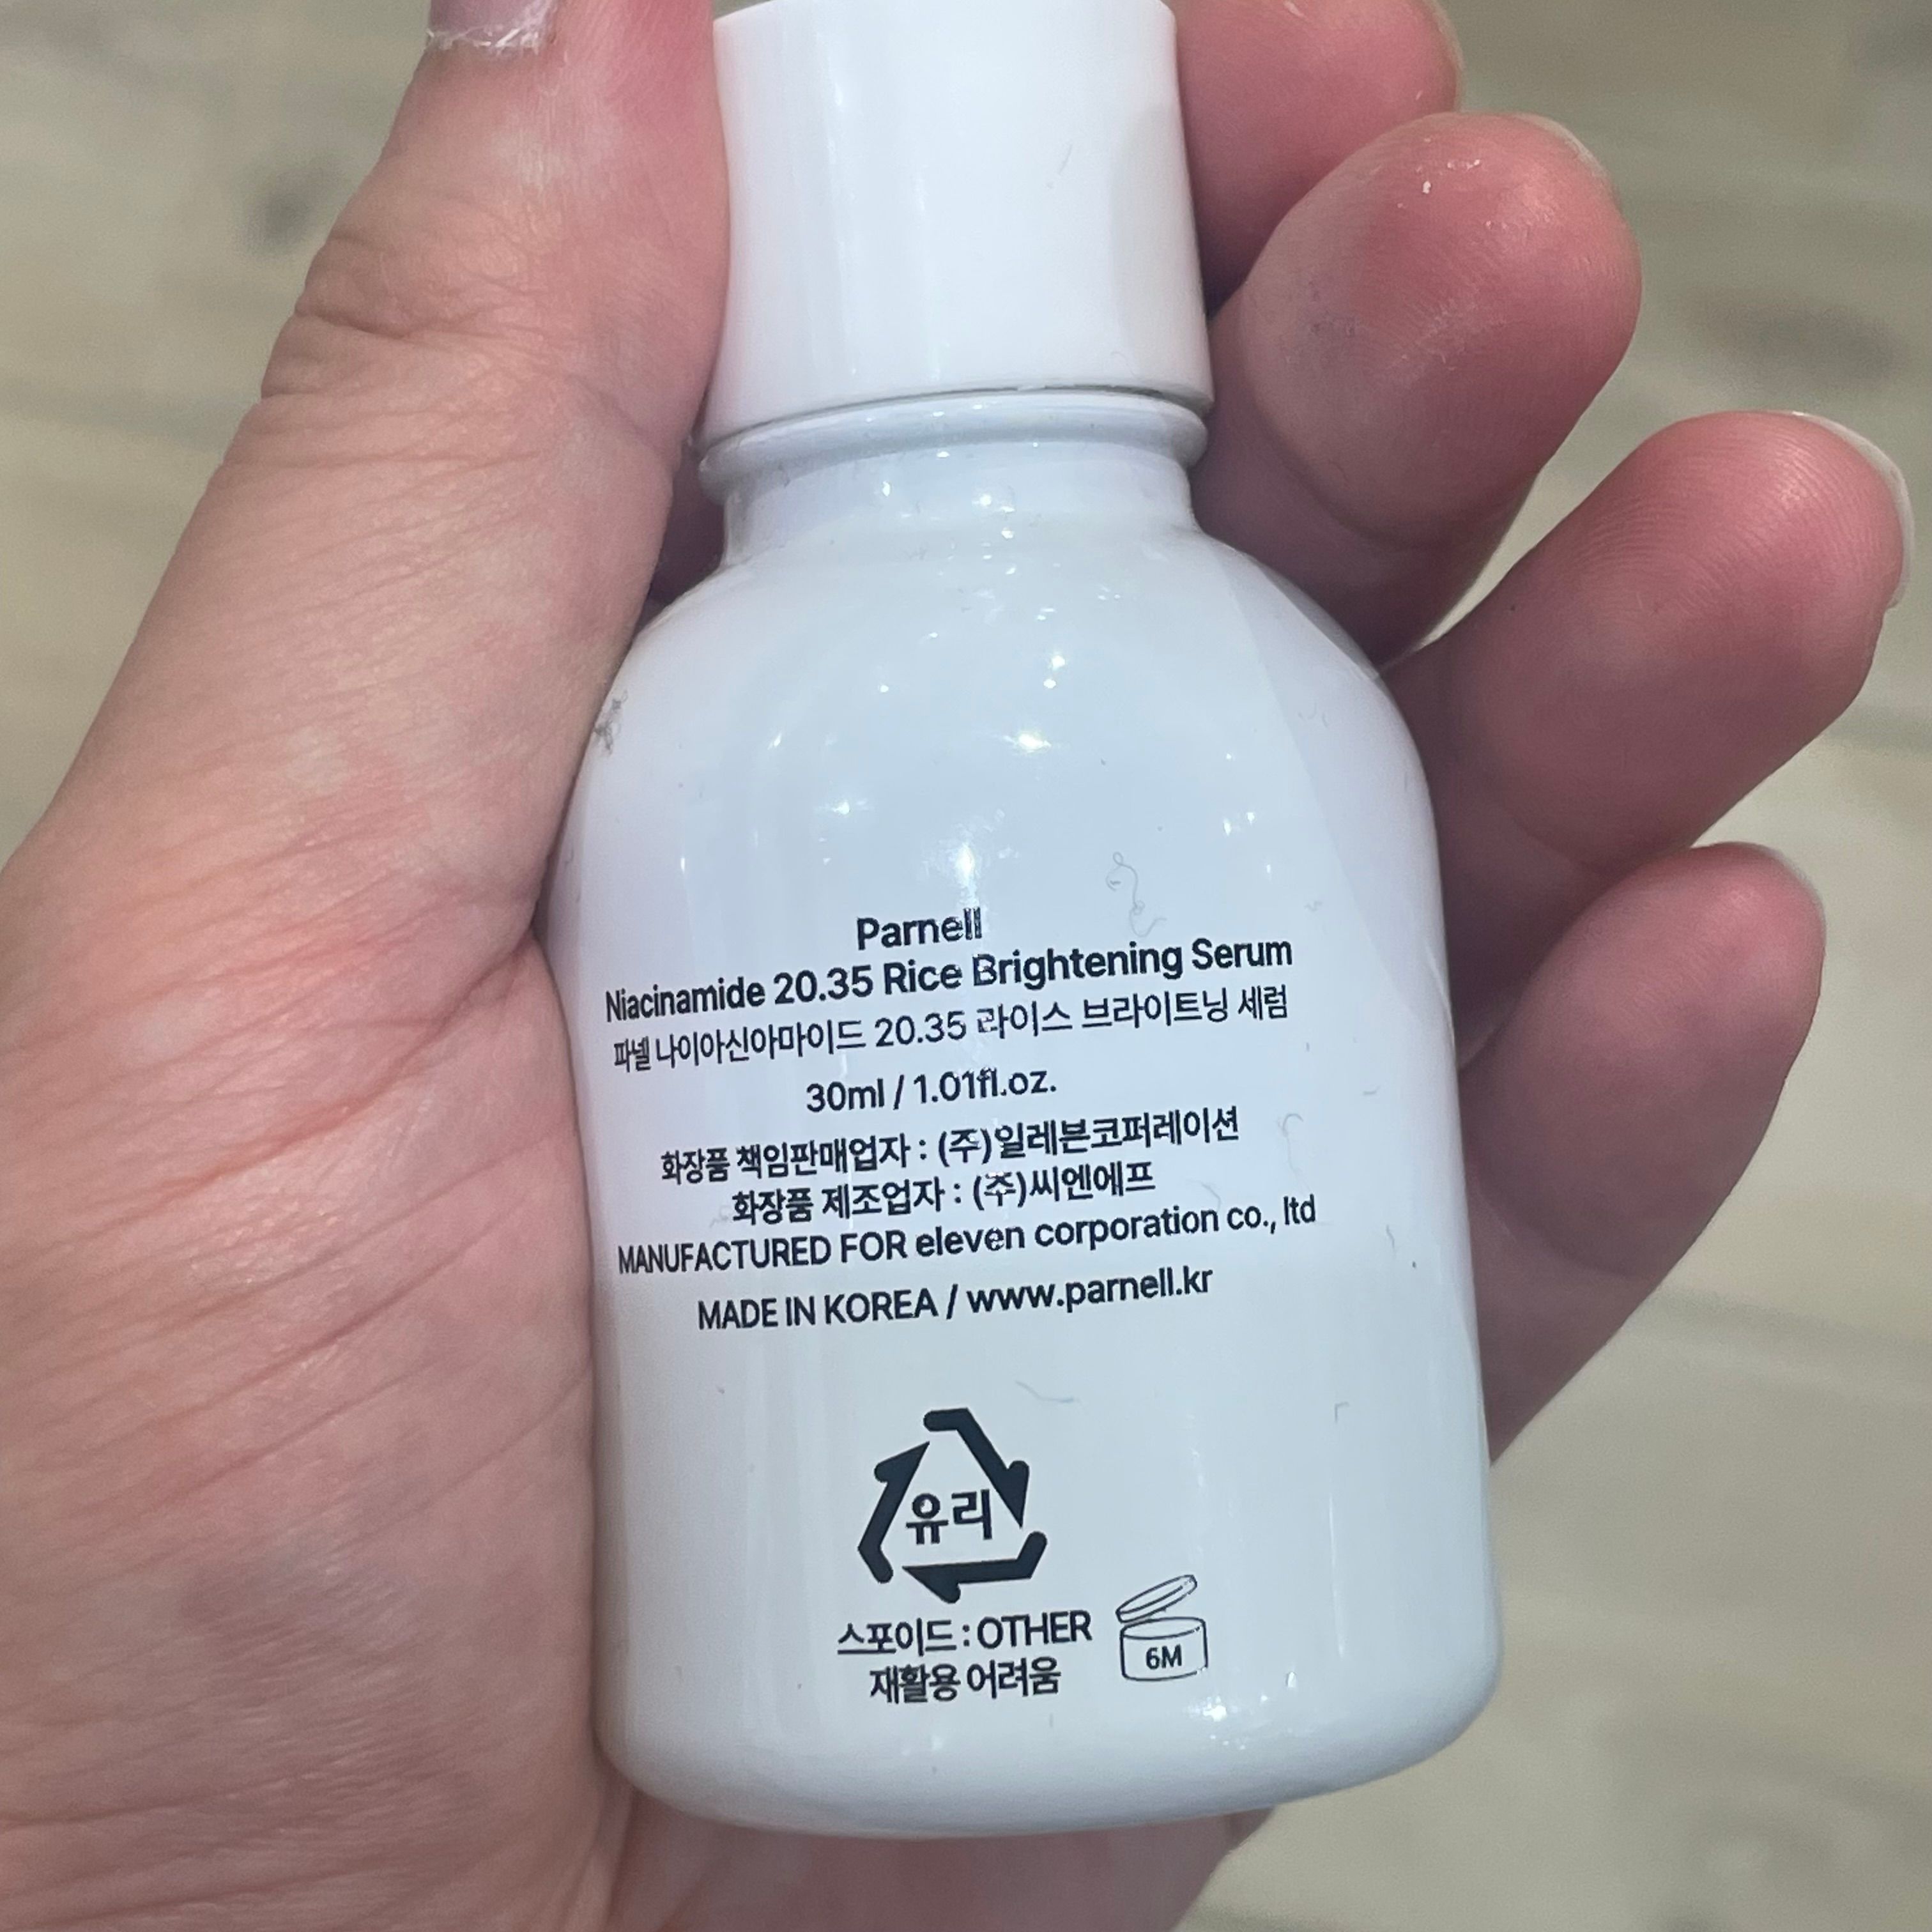 Parnell
Niacinamide 20.35 Rice Brightening Serum
파넬 나이아신아마이드 20.35 라이스 브라이트닝 세럼
30ml / 1.01fl.oz.
화장품 책임판매업자 : (주)일레븐코퍼레이션
화장품 제조업자 : (주)씨엔에프
MANUFACTURED FOR eleven corporation co., ltd
MADE IN KOREA / www.parnell.kr
유리
스포이드 : OTHER
재활용 어려움
6M